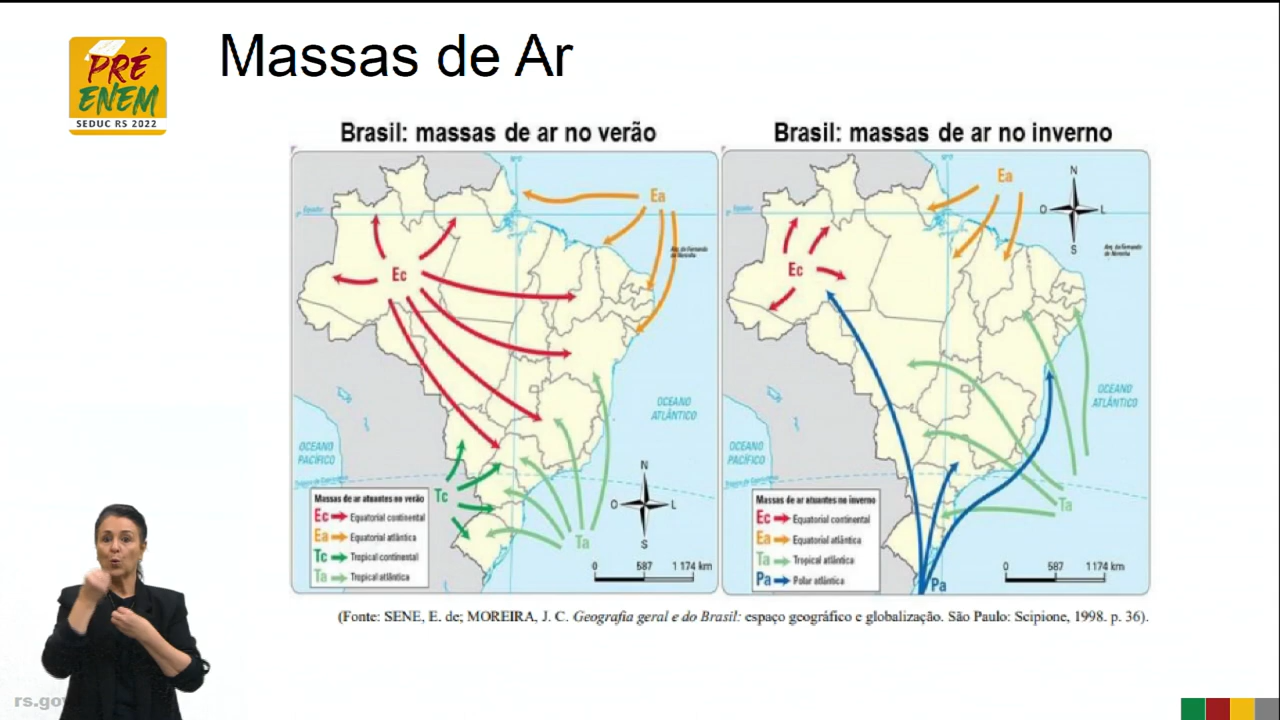 PRÉ
ENEM
SEDUC RS 2022
Massas de Ar
Brasil: massas de ar no verão
Equador
Ea
Ec
OCEANO
ATLÂNTICO
OCEANO
PACÍFICO
Tc
Ta
N
O
L
S
Massas de ar atuantes no verão
Ec Equatorial continental
Ea Equatorial atlântica
Tc Tropical continental
Ta Tropical atlântica
0 587 1 174 km
Brasil: massas de ar no inverno
Equador
Ea
N
O
L
S
Ec
OCEANO
ATLÂNTICO
OCEANO
PACÍFICO
Ta
Massas de ar atuantes no inverno
Ec Equatorial continental
Ea Equatorial atlântica
Ta Tropical atlântica
Pa Polar atlântica
Pa
0 587 1174 km
(Fonte: SENE, E. de; MOREIRA, J. C. Geografia geral e do Brasil: espaço geográfico e globalização. São Paulo: Scipione, 1998. p. 36).